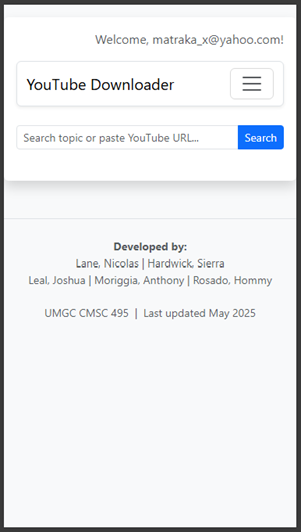 Welcome, matraka_x@yahoo.com!
YouTube Downloader
Search topic or paste YouTube URL...
Search
Developed by:
Lane, Nicolas | Hardwick, Sierra
Leal, Joshua | Moriggia, Anthony | Rosado, Hommy
UMGC CMSC 495 | Last updated May 2025